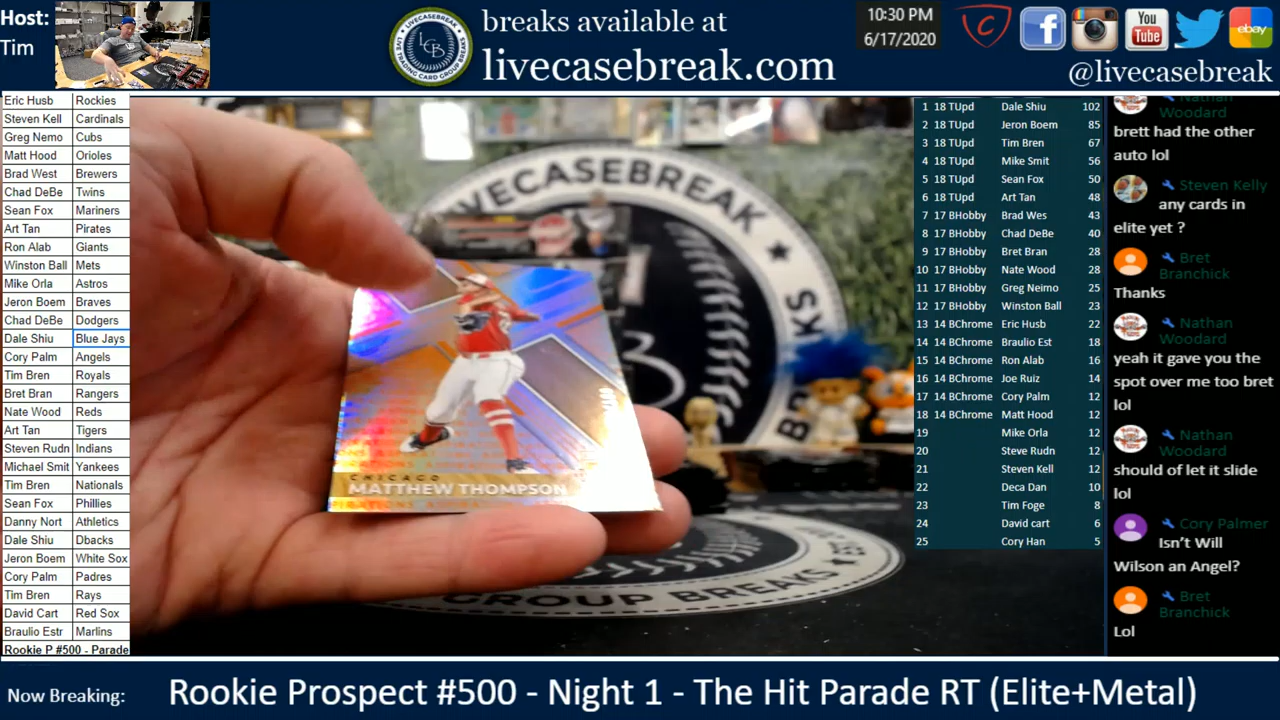 Host:
Tim
breaks available at
livecasebreak.com
LIVECASEBREAK
LCB
LIVE TRADING CARD GROUP BREAKS
10:30 PM
6/17/2020
You
Tube
ebay
@livecasebreak
Eric Husb Rockies
Steven Kell Cardinals
Greg Nemo Cubs
Matt Hood Orioles
Brad West Brewers
Chad DeBe Twins
Sean Fox Mariners
Art Tan Pirates
Ron Alab Giants
Winston Ball Mets
Mike Orla Astros
Jeron Boem Braves
Chad DeBe Dodgers
Dale Shiu Blue Jays
Cory Palm Angels
Tim Bren Royals
Bret Bran Rangers
Nate Wood Reds
Art Tan Tigers
Steven Rudn Indians
Michael Smit Yankees
Tim Bren Nationals
Sean Fox Phillies
Danny Nort Athletics
Dale Shiu Dbacks
Jeron Boem White Sox
Cory Palm Padres
Tim Bren Rays
David Cart Red Sox
Braulio Estr Marlins
Rookie P #500 - Parade
LIVECASEBREAK
GROUP BREAKS
CHICAGO
MATTHEW THOMPSON
1 18 TUpd Dale Shiu 102
2 18 TUpd Jeron Boem 85
3 18 TUpd Tim Bren 67
4 18 TUpd Mike Smit 56
5 18 TUpd Sean Fox 50
6 18 TUpd Art Tan 48
7 17 BHobby Brad Wes 43
8 17 BHobby Chad DeBe 40
9 17 BHobby Bret Bran 28
10 17 BHobby Nate Wood 28
11 17 BHobby Greg Neimo 25
12 17 BHobby Winston Ball 23
13 14 BChrome Eric Husb 22
14 14 BChrome Braulio Est 18
15 14 BChrome Ron Alab 16
16 14 BChrome Joe Ruiz 14
17 14 BChrome Cory Palm 12
18 14 BChrome Matt Hood 12
19 Mike Orla 12
20 Steve Rudn 12
21 Steven Kell 12
22 Deca Dan 10
23 Tim Foge 8
24 David cart 6
25 Cory Han 5
Nathan
Woodard
brett had the other
auto lol
Steven Kelly
any cards in
elite yet ?
Bret
Branchick
Thanks
Nathan
Woodard
yeah it gave you the
spot over me too bret
lol
Nathan
Woodard
should of let it slide
lol
Cory Palmer
Isn't Will
Wilson an Angel?
Bret
Branchick
Lol
Now Breaking:
Rookie Prospect #500 - Night 1 - The Hit Parade RT (Elite+Metal)